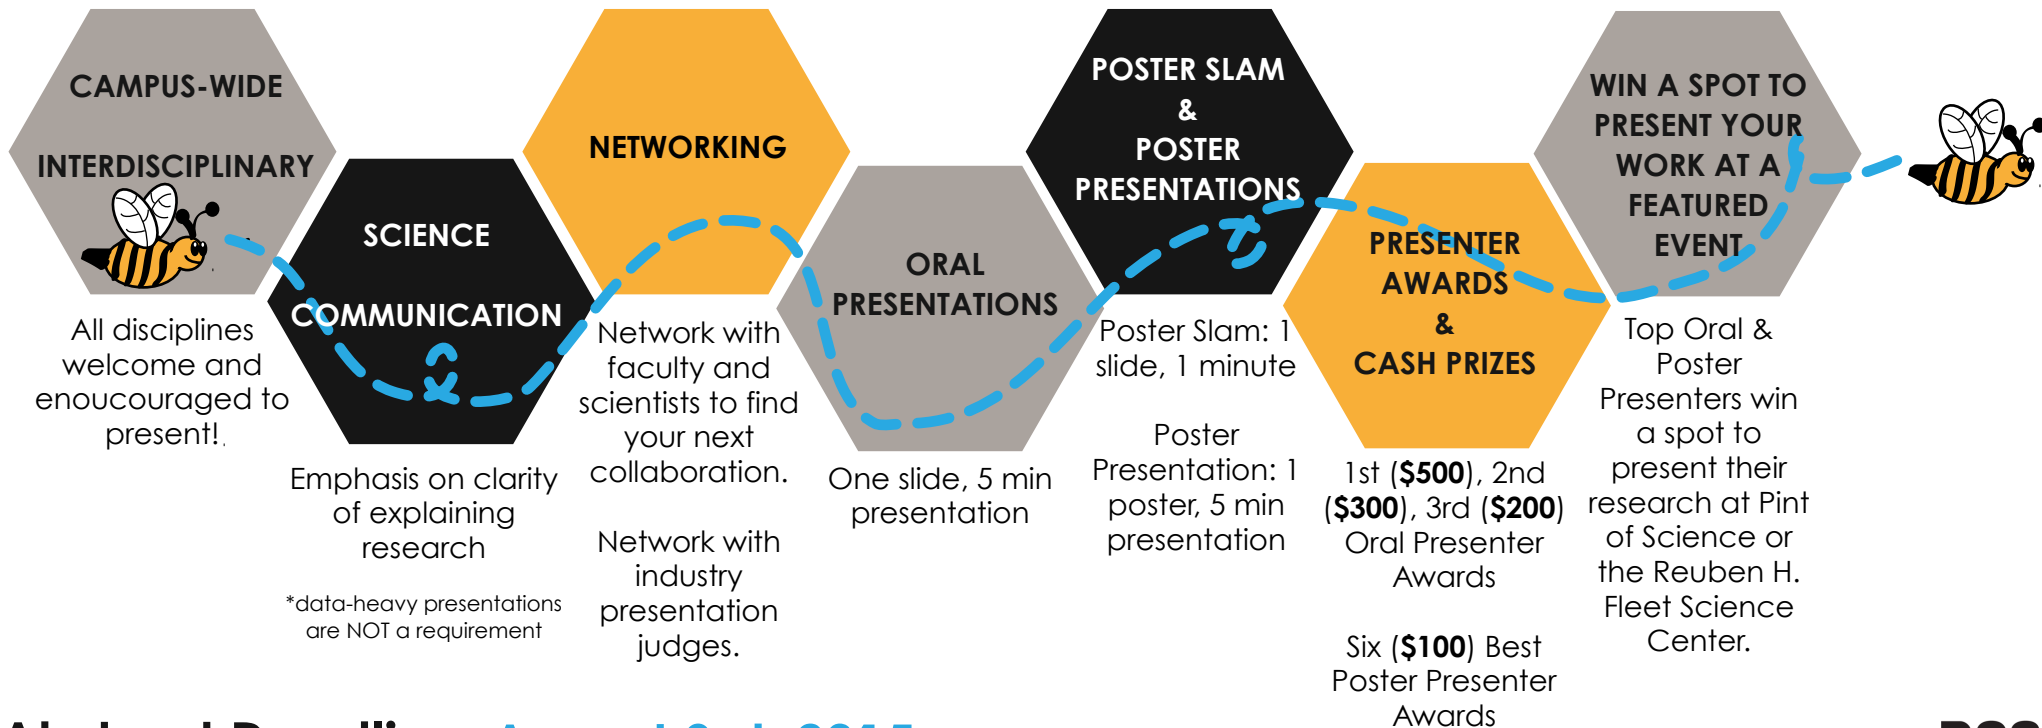 CAMPUS-WIDE
INTERDISCIPLINARY
All disciplines
welcome and
enoucouraged to
present!
SCIENCE
COMMUNICATION
Emphasis on clarity
of explaining
research
*data-heavy presentations
are NOT a requirement
NETWORKING
Network with
faculty and
scientists to find
your next
collaboration.
Network with
industry
presentation
judges.
ORAL
PRESENTATIONS
One slide, 5 min
presentation
POSTER SLAM
&
POSTER
PRESENTATIONS
Poster Slam: 1
slide, 1 minute
Poster
Presentation: 1
poster, 5 min
presentation
PRESENTER
AWARDS
&
CASH PRIZES
1st ($500), 2nd
($300), 3rd ($200)
Oral Presenter
Awards
Six ($100) Best
Poster Presenter
Awards
WIN A SPOT TO
PRESENT YOUR
WORK AT A
FEATURED
EVENT
Top Oral &
Poster
Presenters win
a spot to
present their
research at Pint
of Science or
the Reuben H.
Fleet Science
Center.